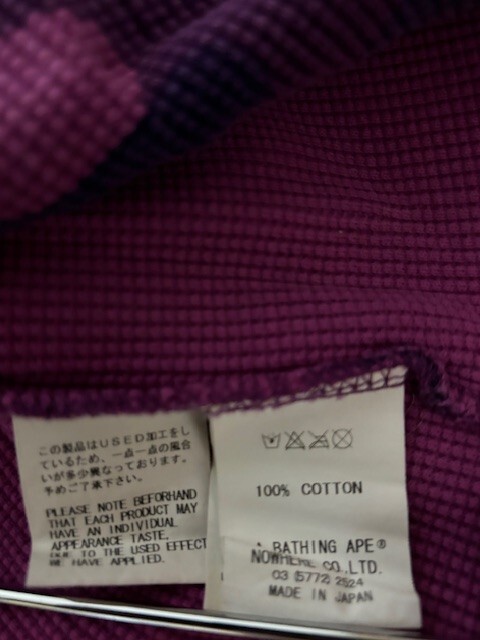 この製品はUSED加工をし
ているため、一点一点の風合
いが多少異なっております。
予めご了承下さい。
PLEASE NOTE BEFORHAND
THAT EACH PRODUCT MAY
HAVE AN INDIVIDUAL
APPEARANCE TASTE,
DUE TO THE USED EFFECT
WE HAVE APPLIED.
100% COTTON
BATHING APE®
NOWHERE CO.,LTD.
03 (5772) 2524
MADE IN JAPAN